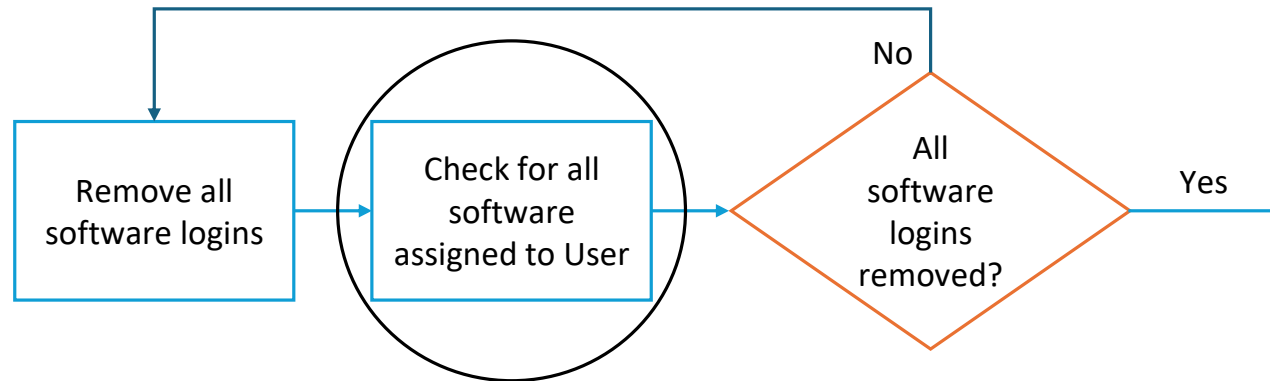 Remove all
software logins
Check for all
software
assigned to User
No
All
software
logins
removed?
Yes